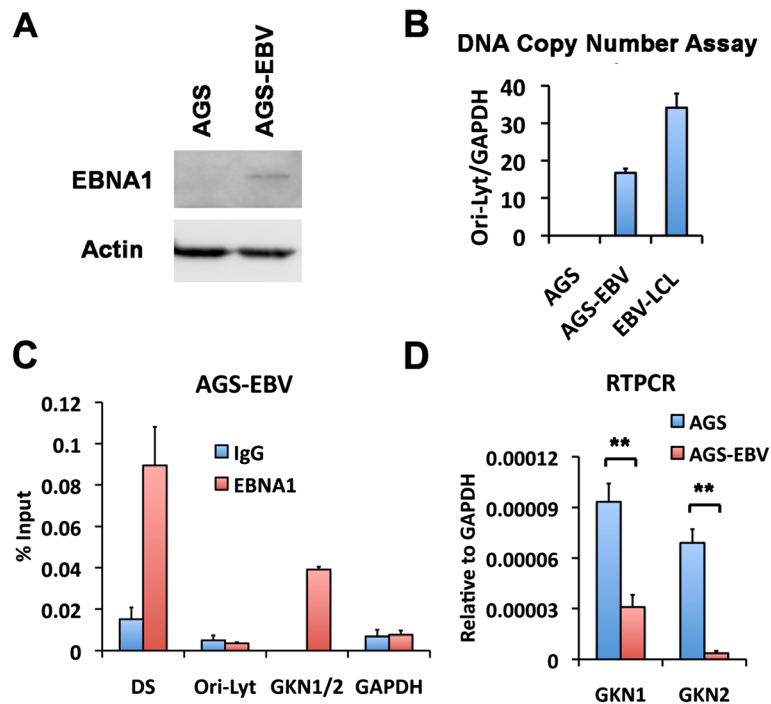 A
AGS
AGS-EBV
EBNA1
Actin
B
DNA Copy Number Assay
Ori-Lyt/GAPDH
40
30
20
10
0
AGS
AGS-EBV
EBV-LCL
C
AGS-EBV
% Input
0.12
0.1
0.08
0.06
0.04
0.02
0
IgG
EBNA1
DS
Ori-Lyt
GKN1/2
GAPDH
D
RTPCR
AGS
AGS-EBV
Relative to GAPDH
0.00012
0.00009
0.00006
0.00003
0
**
**
GKN1
GKN2